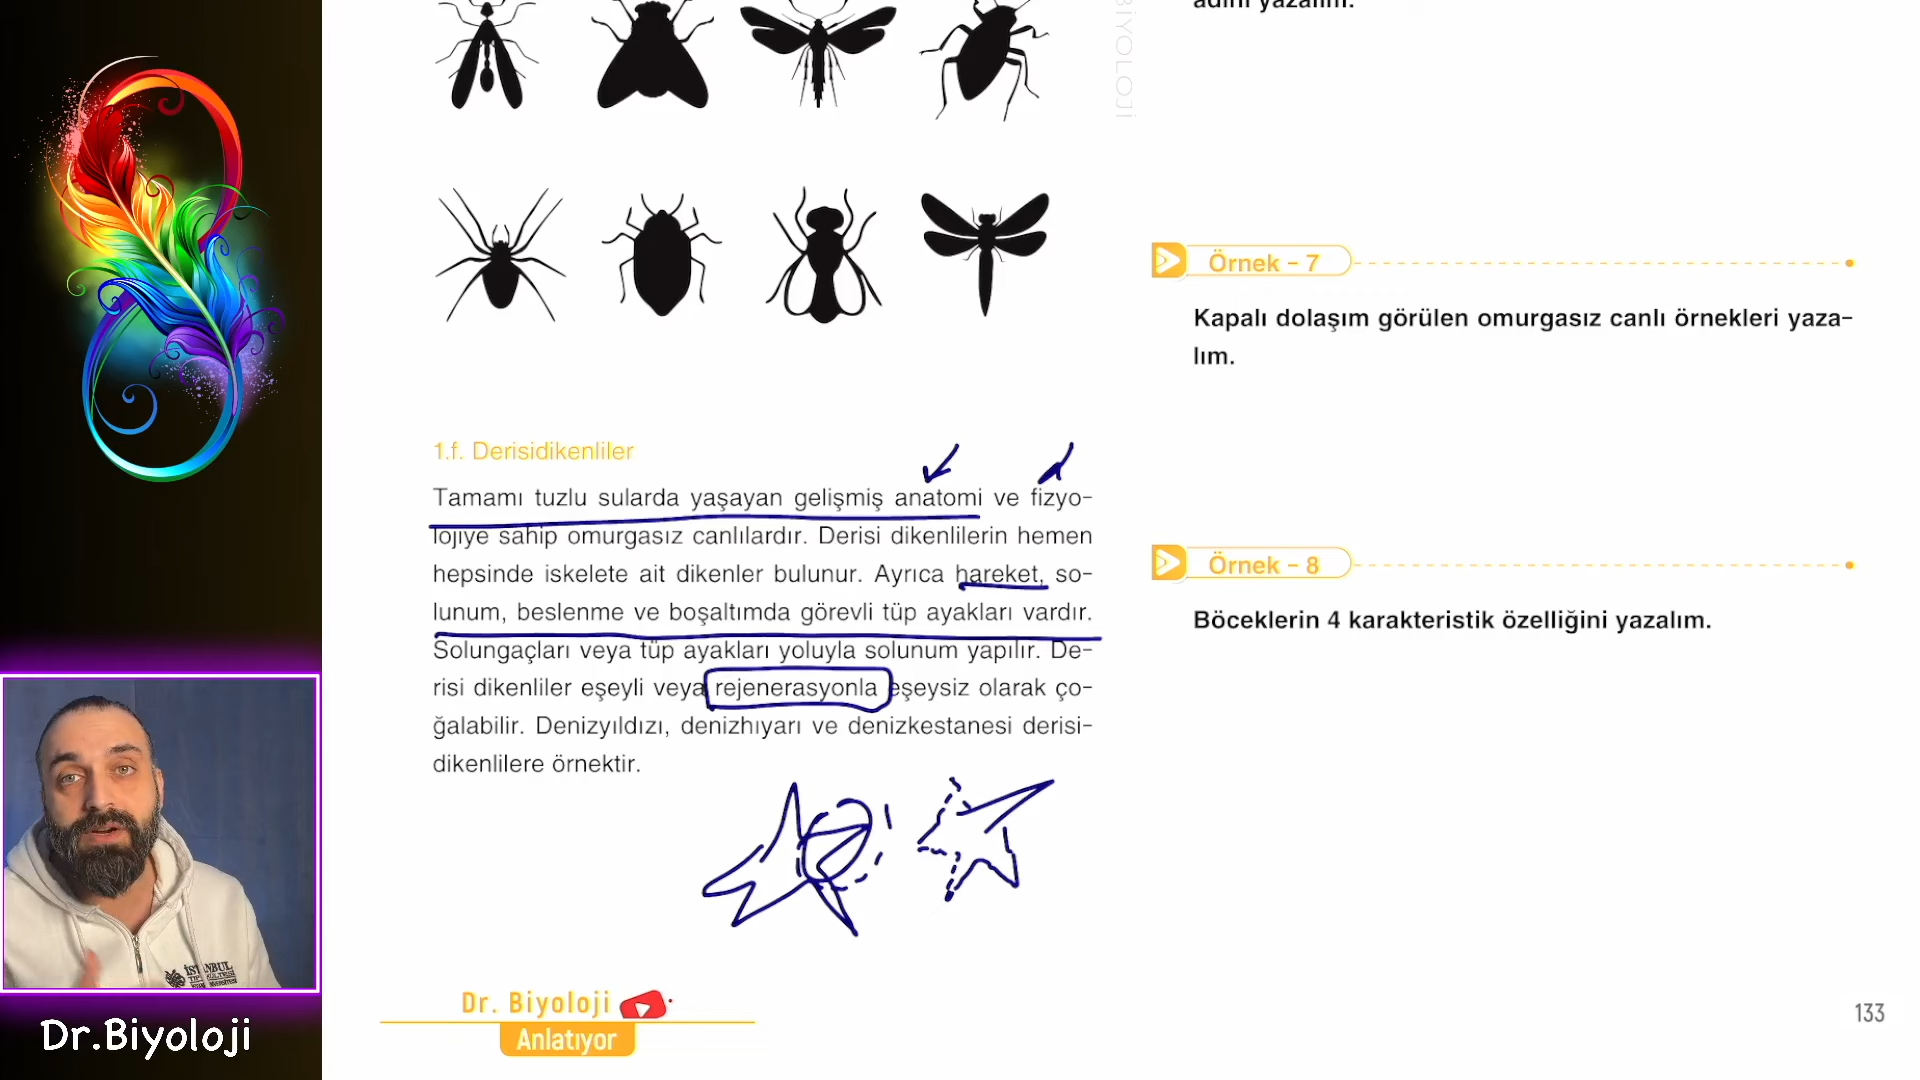 adını yazalım.
BİYOLOJİ
Örnek - 7
Kapalı dolaşım görülen omurgasız canlı örnekleri yaza-
lım.
1.f. Derisidikenliler
Tamamı tuzlu sularda yaşayan gelişmiş anatomi ve fizyo-
lojiye sahip omurgasız canlılardır. Derisi dikenlilerin hemen
hepsinde iskelete ait dikenler bulunur. Ayrıca hareket, so-
lunum, beslenme ve boşaltımda görevli tüp ayakları vardır.
Solungaçları veya tüp ayakları yoluyla solunum yapılır. De-
risi dikenliler eşeyli veya rejenerasyonla eşeysiz olarak ço-
ğalabilir. Denizyıldızı, denizhıyarı ve denizkestanesi derisi-
dikenlilere örnektir.
Örnek - 8
Böceklerin 4 karakteristik özelliğini yazalım.
İSTANBUL
Dr. Biyoloji
Anlatıyor
133
Dr.Biyoloji